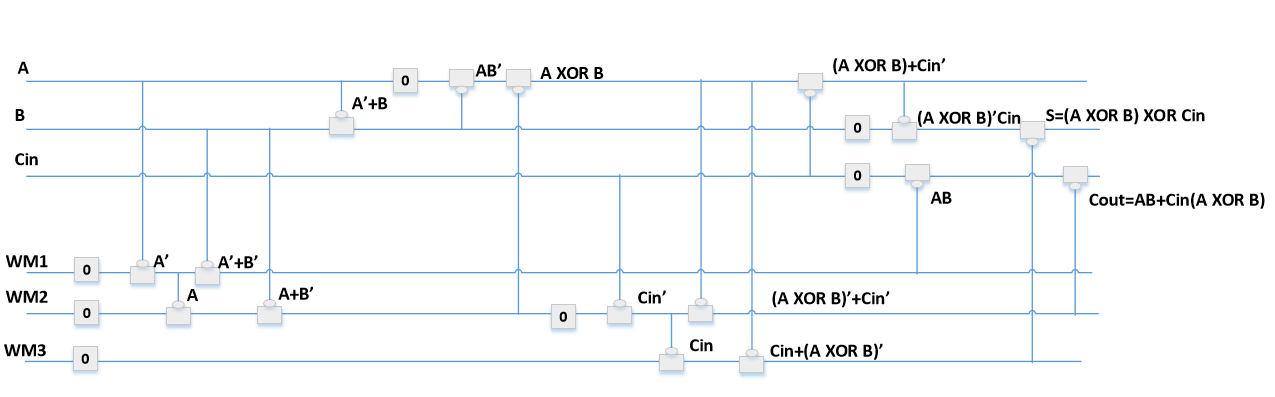 A
(A XOR B)+Cin’
0
AB’
A XOR B
A’+B
B
0
(A XOR B)’Cin
S=(A XOR B) XOR Cin
Cin
0
AB
Cout=AB+Cin(A XOR B)
WM1
0
A’
A’+B’
WM2
0
A
A+B’
0
Cin’
(A XOR B)’+Cin’
WM3
0
Cin
Cin+(A XOR B)’